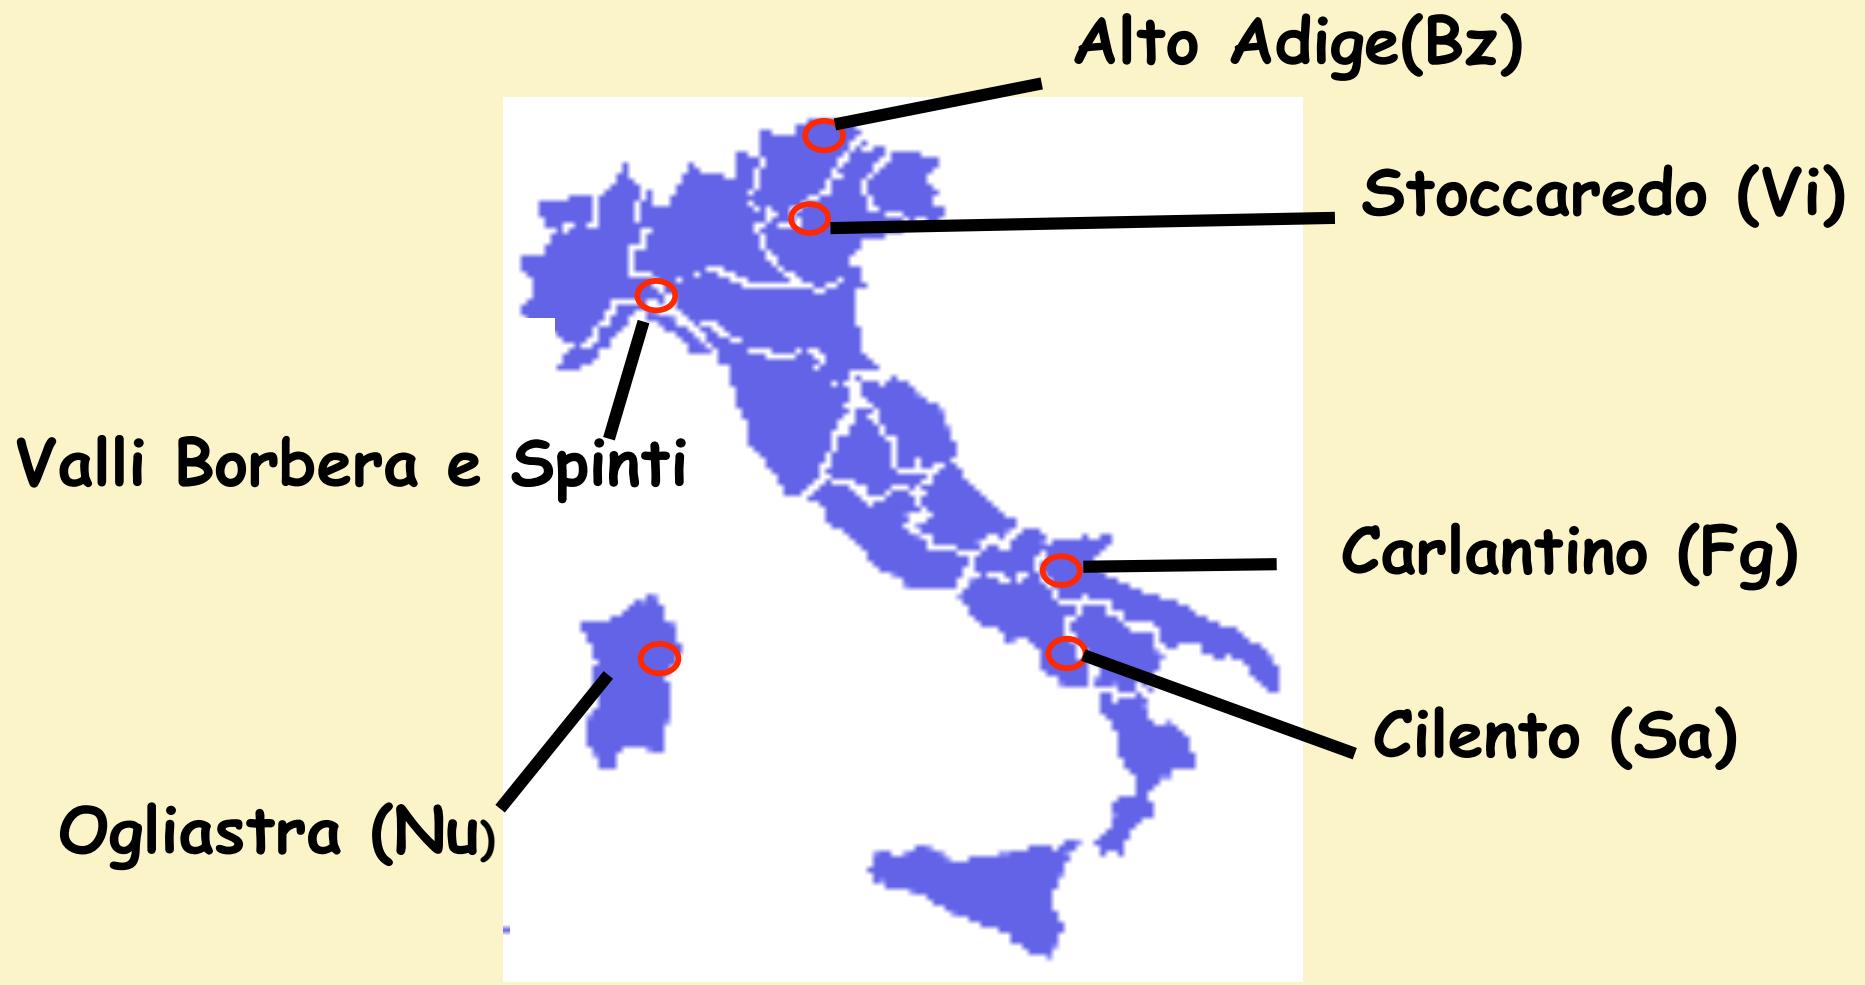 Alto Adige(Bz)
Stoccaredo (Vi)
Valli Borbera e Spinti
Carlantino (Fg)
Cilento (Sa)
Ogliastra (Nu)